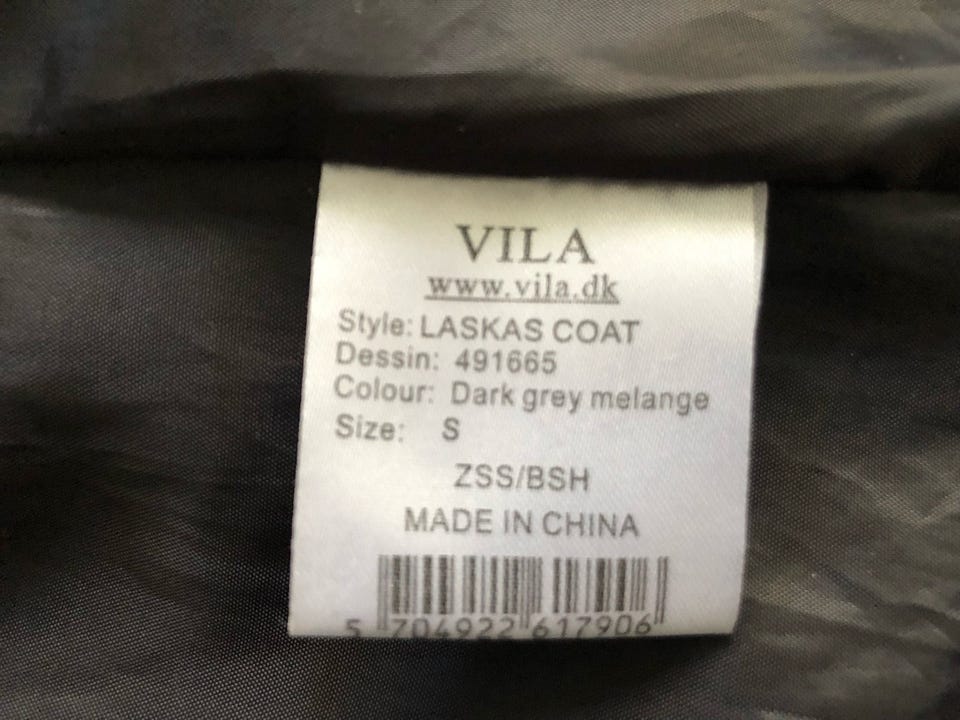 VILA
www.vila.dk
Style: LASKAS COAT
Dessin: 491665
Colour: Dark grey melange
Size: S
ZSS/BSH
MADE IN CHINA
5 704922 617906